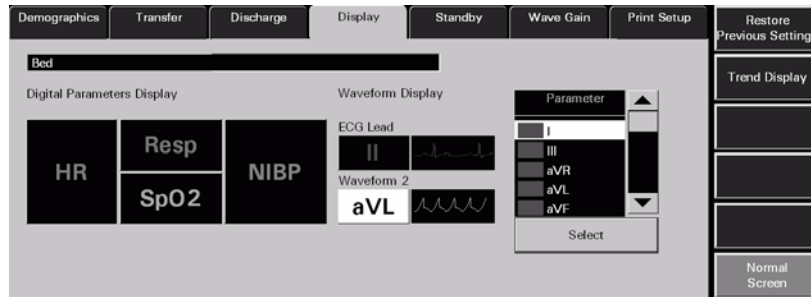 Demographics
Transfer
Discharge
Display
Standby
Wave Gain
Print Setup
Restore
Previous Setting
Bed
Digital Parameters Display
Waveform Display
Parameter
Trend Display
ECG Lead
HR
Resp
SpO2
NIBP
II
Waveform 2
aVL
I
III
aVR
aVL
aVF
Select
Normal
Screen